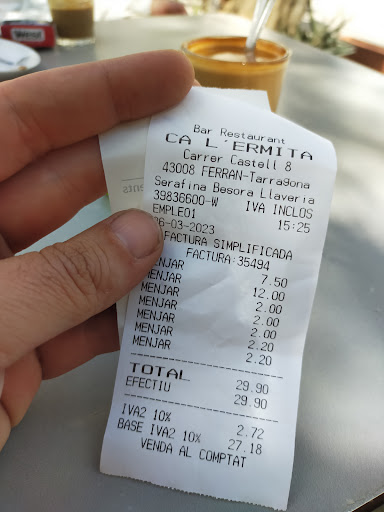 Bar Restaurant
CA L'ERMITA
Carrer Castell 8
43008 FERRAN-Tarragona
Serafina Besora Llaveria
39836600-W IVA INCLOS
EMPLEO1 15:25
6-03-2023
FACTURA SIMPLIFICADA
FACTURA:35494
ENJAR 7.50
MENJAR 12.00
MENJAR 2.00
MENJAR 2.00
MENJAR 2.00
MENJAR 2.20
MENJAR 2.20
TOTAL 29.90
EFECTIU 29.90
IVA2 10% 2.72
BASE IVA2 10% 27.18
VENDA AL COMPTAT